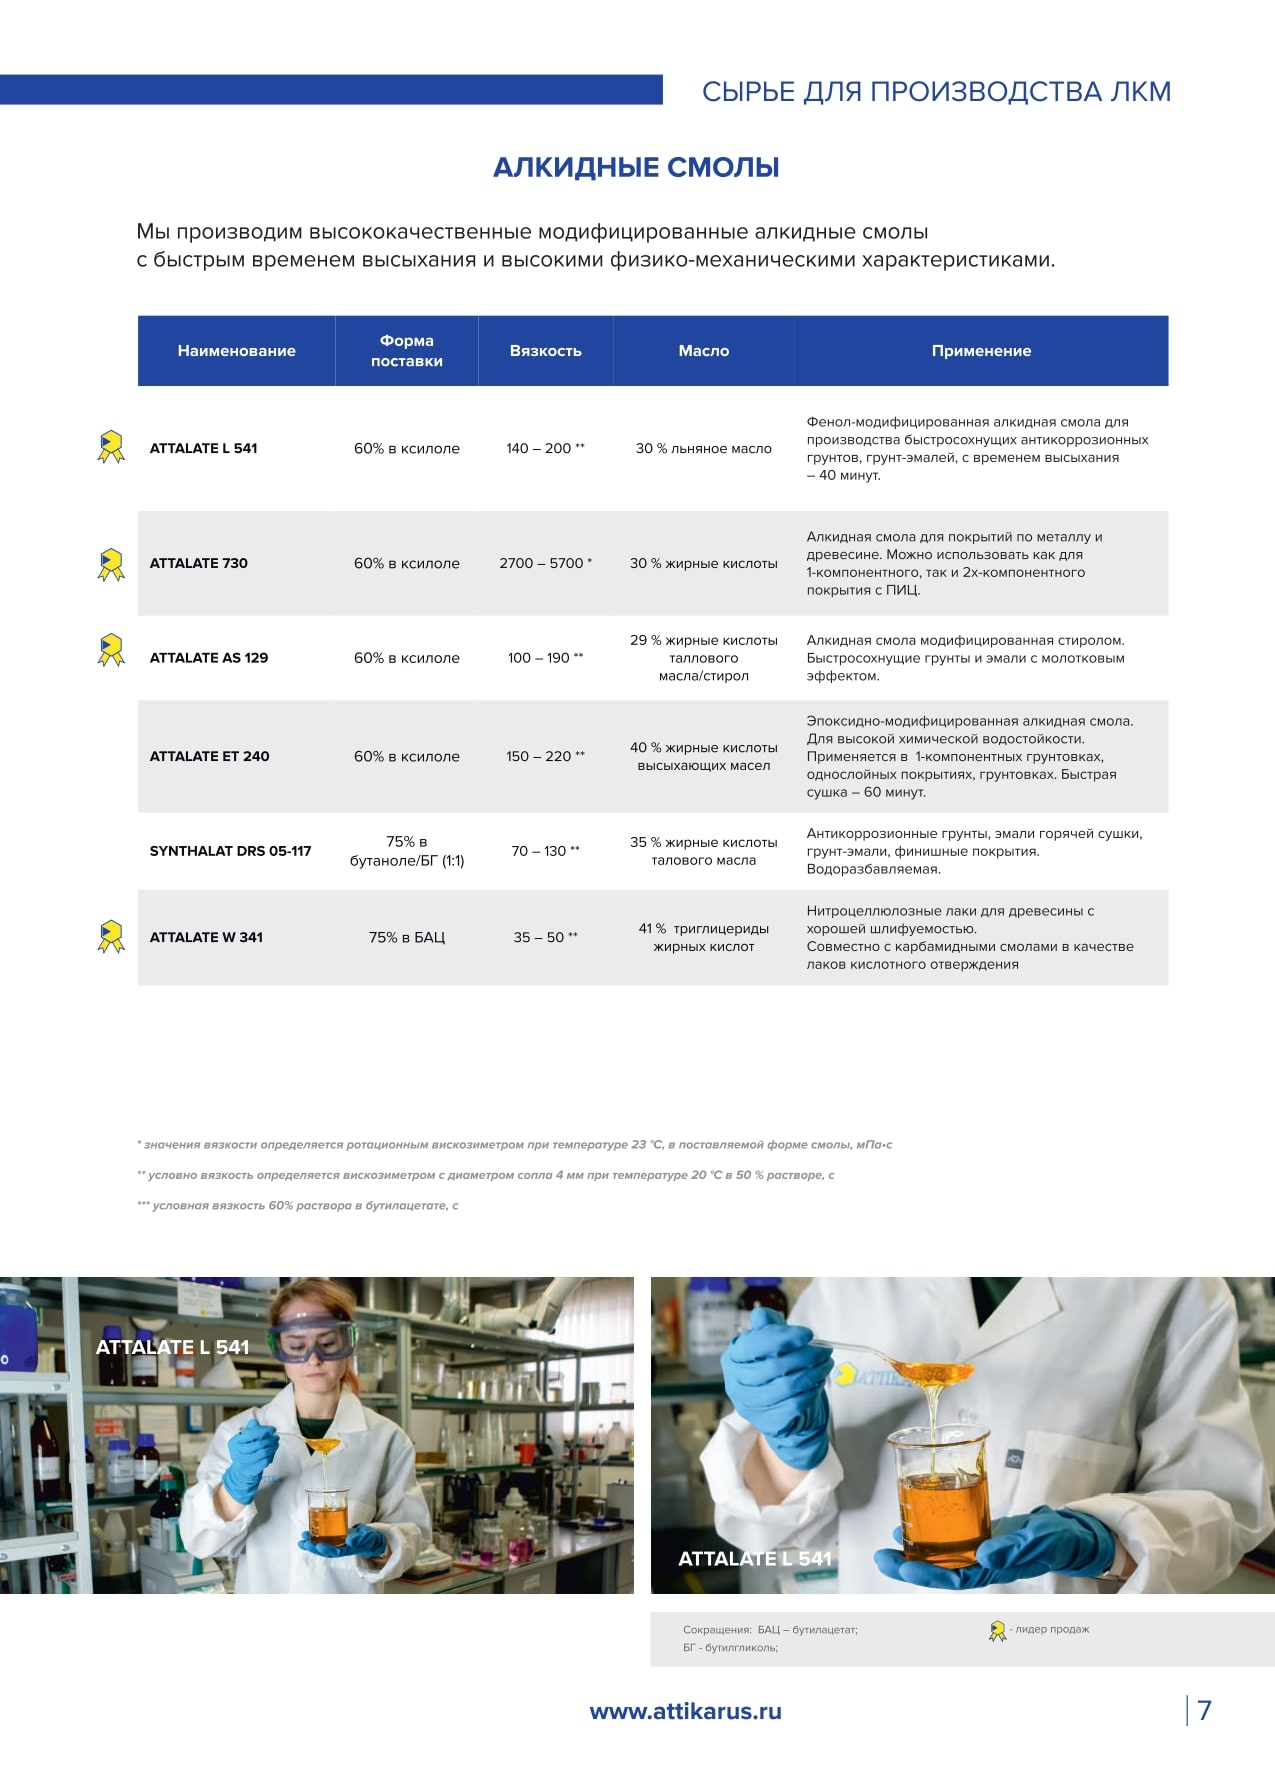 СЫРЬЕ ДЛЯ ПРОИЗВОДСТВА ЛКМ
АЛКИДНЫЕ СМОЛЫ
Мы производим высококачественные модифицированные алкидные смолы
с быстрым временем высыхания и высокими физико-механическими характеристиками.
Наименование
Форма
поставки
Вязкость
Масло
Применение
ATTALATE L 541
60% в ксилоле
140 – 200 **
30 % льняное масло
Фенол-модифицированная алкидная смола для
производства быстросохнущих антикоррозионных
грунтов, грунт-эмалей, с временем высыхания
– 40 минут.
ATTALATE 730
60% в ксилоле
2700 – 5700 *
30 % жирные кислоты
Алкидная смола для покрытий по металлу и
древесине. Можно использовать как для
1-компонентного, так и 2х-компонентного
покрытия с ПИЦ.
ATTALATE AS 129
60% в ксилоле
100 – 190 **
29 % жирные кислоты
таллового
масла/стирол
Алкидная смола модифицированная стиролом.
Быстросохнущие грунты и эмали с молотковым
эффектом.
ATTALATE ET 240
60% в ксилоле
150 – 220 **
40 % жирные кислоты
высыхающих масел
Эпоксидно-модифицированная алкидная смола.
Для высокой химической водостойкости.
Применяется в 1-компонентных грунтовках,
однослойных покрытиях, грунтовках. Быстрая
сушка – 60 минут.
SYNTHALAT DRS 05-117
75% в
бутаноле/БГ (1:1)
70 – 130 **
35 % жирные кислоты
талового масла
Антикоррозионные грунты, эмали горячей сушки,
грунт-эмали, финишные покрытия.
Водоразбавляемая.
ATTALATE W 341
75% в БАЦ
35 – 50 **
41 % триглицериды
жирных кислот
Нитроцеллюлозные лаки для древесины с
хорошей шлифуемостью.
Совместно с карбамидными смолами в качестве
лаков кислотного отверждения
* значения вязкости определяется ротационным вискозиметром при температуре 23 °С, в поставляемой форме смолы, мПа•с
** условно вязкость определяется вискозиметром с диаметром сопла 4 мм при температуре 20 °С в 50 % растворе, с
*** условная вязкость 60% раствора в бутилацетате, с
ATTALATE L 541
ATTIKA
ATTALATE L 541
Сокращения: БАЦ – бутилацетат;
БГ - бутилгликоль;
- лидер продаж
www.attikarus.ru
7